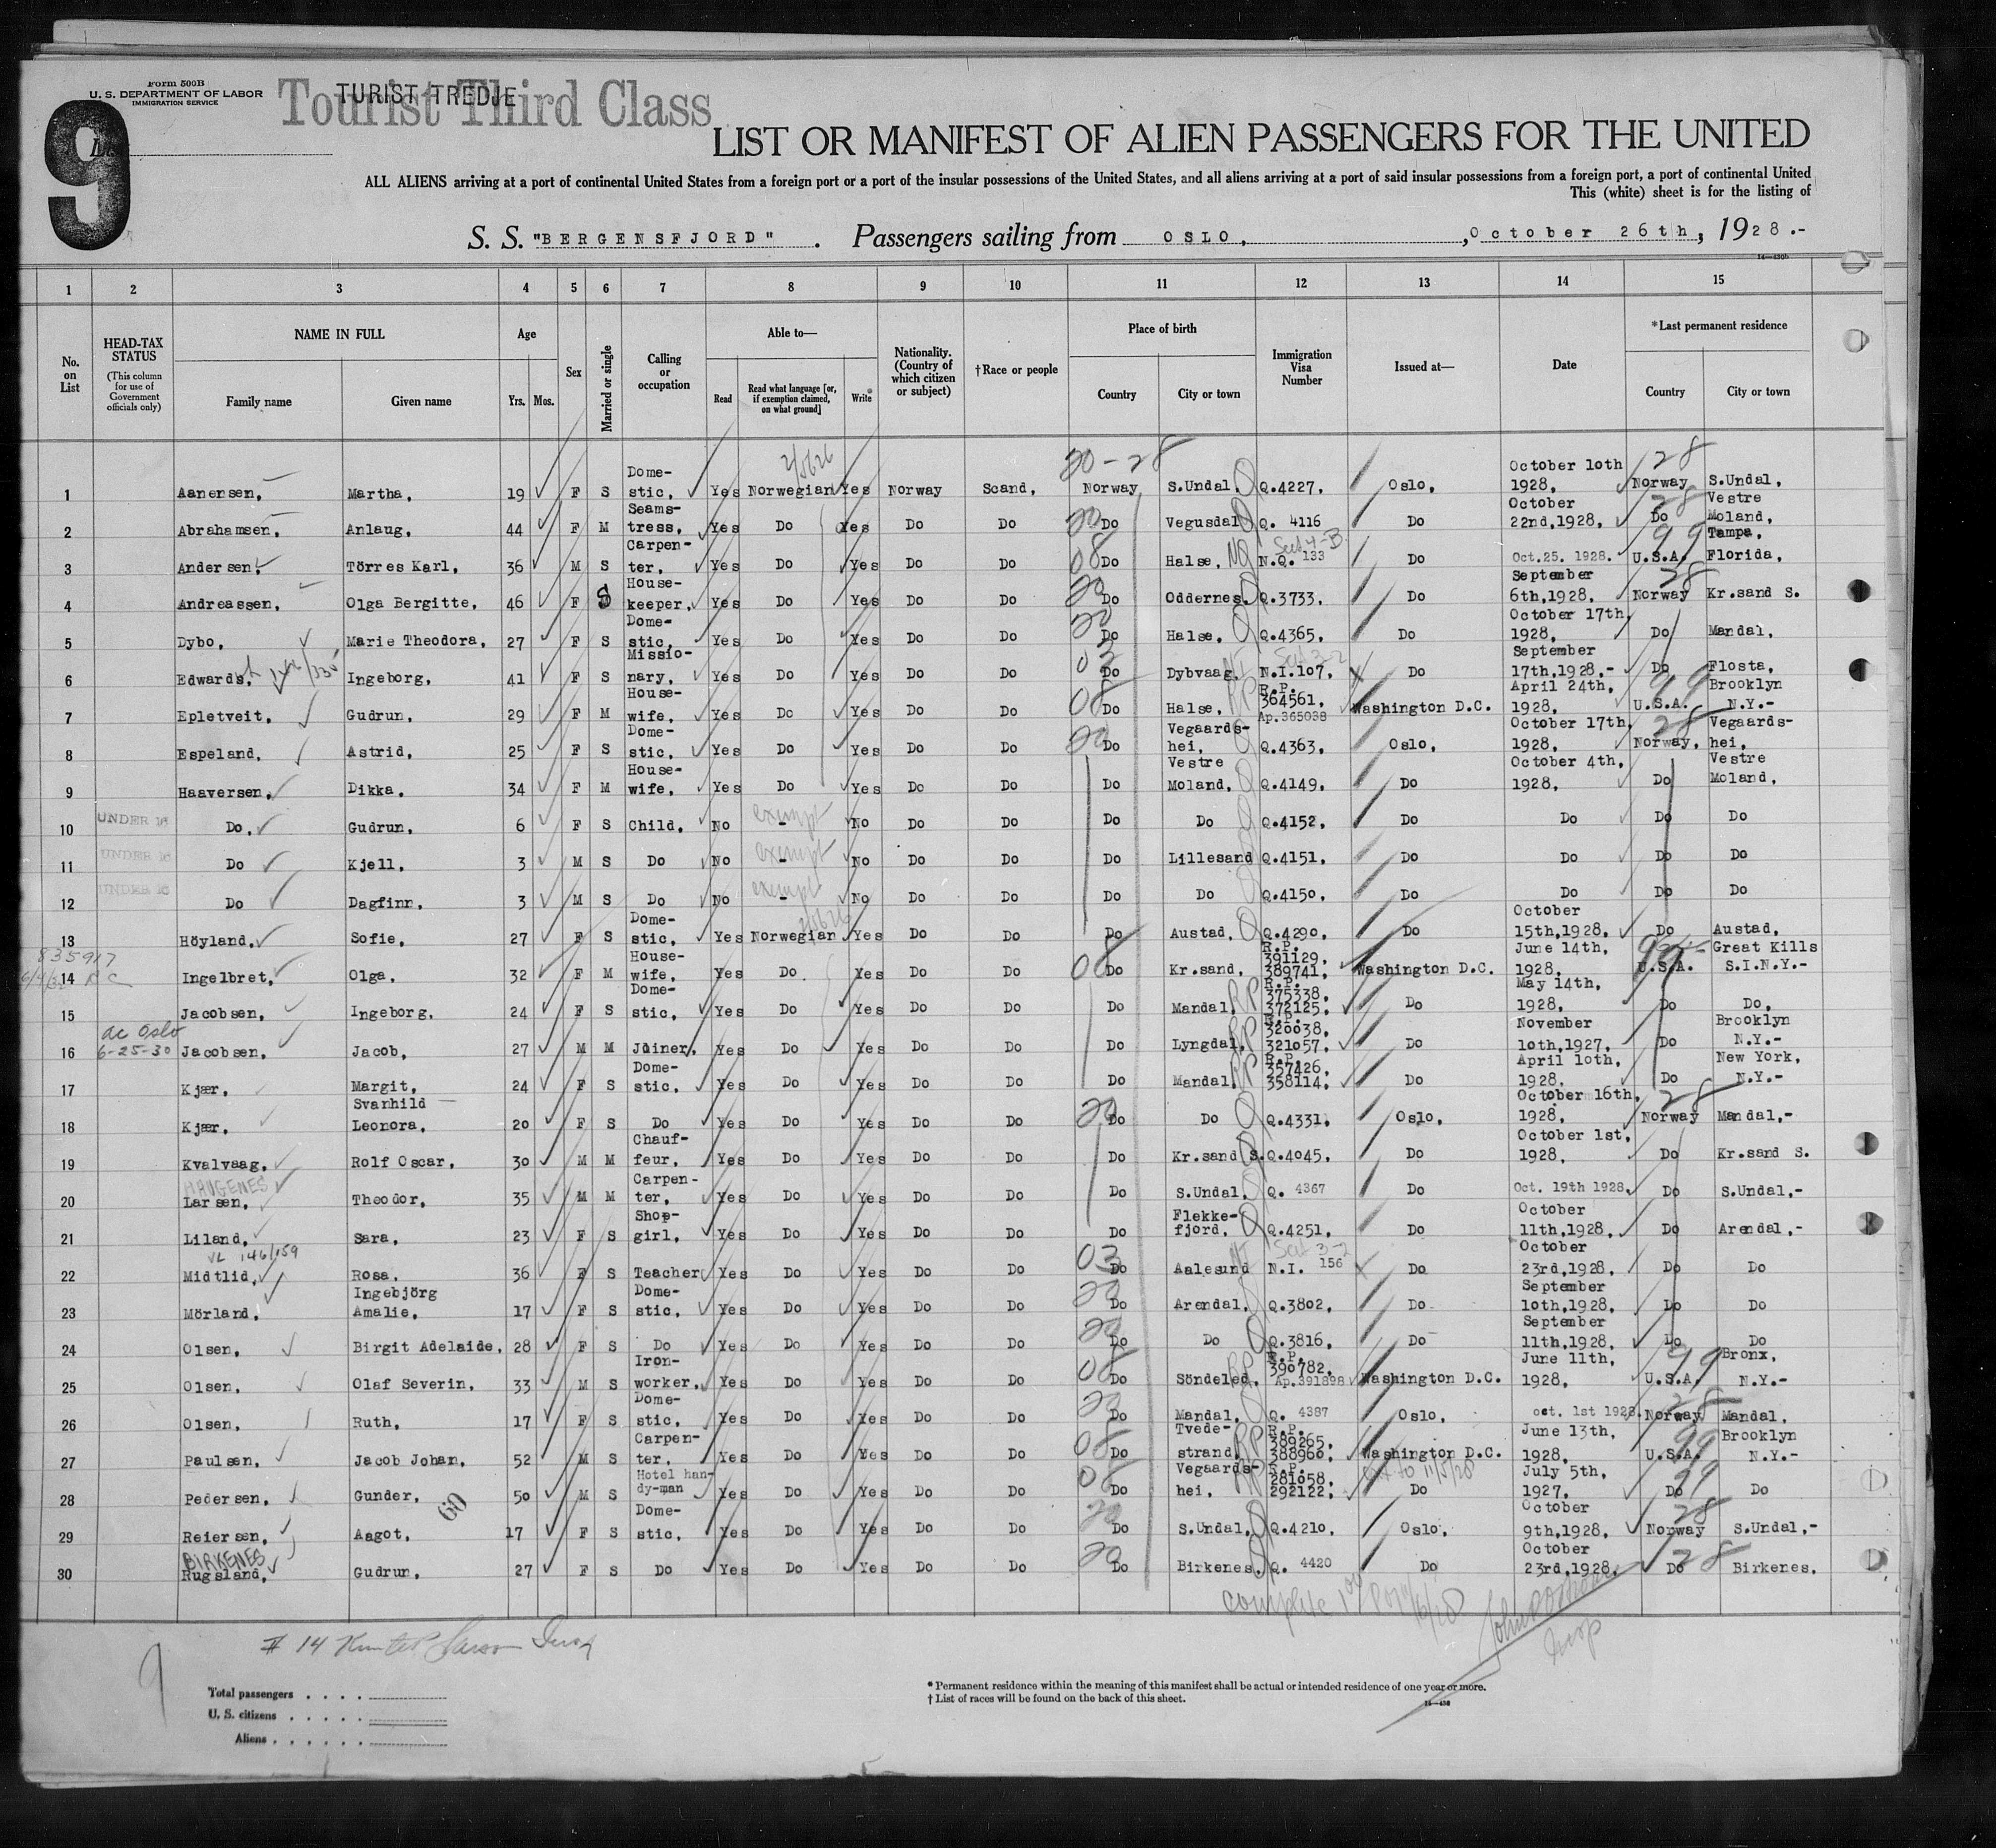 Form 500B
U. S. DEPARTMENT OF LABOR
IMMIGRATION SERVICE
Tourist Third Class
TURIST TREDJE
9
LIST OR MANIFEST OF ALIEN PASSENGERS FOR THE UNITED
ALL ALIENS arriving at a port of continental United States from a foreign port or a port of the insular possessions of the United States, and all aliens arriving at a port of said insular possessions from a foreign port, a port of continental United
This (white) sheet is for the listing of
S. S. "BERGENSFJORD" . Passengers sailing from OSLO, , October 26th, 1928.-
1 2 3 4 5 6 7 8 9 10 11 12 13 14 15
No. on List
HEAD-TAX STATUS (This column for use of Government officials only)
NAME IN FULL
Family name Given name
Age
Yrs. Mos.
Sex
Married or single
Calling or occupation
Able to—
Read Read what language [or, if exemption claimed, on what ground] Write
Nationality. (Country of which citizen or subject)
†Race or people
Place of birth
Country City or town
Immigration Visa Number
Issued at—
Date
*Last permanent residence
Country City or town
20-28 28
1 Aanensen, Martha, 19 F S Domestic, Yes Norwegian Yes Norway Scand, Norway S.Undal, Q.4227, Oslo, October 10th 1928, Norway S.Undal,
2 Abrahamsen, Anlaug, 44 F M Seamstress, Yes Do Yes Do Do Do Vegusdal Q. 4116 Do October 22nd,1928, Do Vestre Moland,
3 Andersen, Törres Karl, 36 M S Carpenter, Yes Do Yes Do Do Do Halse, N.Q. 133 Do Oct.25. 1928. U.S.A. Tampa, Florida,
4 Andreassen, Olga Bergitte, 46 F S Housekeeper, Yes Do Yes Do Do Do Oddernes, Q.3733, Do September 6th,1928, Norway Kr.sand S.
5 Dybo, Marie Theodora, 27 F S Domestic, Yes Do Yes Do Do Do Halse, Q.4365, Do October 17th, 1928, Do Mandal,
6 Edwards, Ingeborg, 41 F S Missionary, Yes Do Yes Do Do Do Dybvaag, N.I.107, Do September 17th,1928,- Do Flosta,
7 Epletveit, Gudrun, 29 F M Housewife, Yes Do Yes Do Do Do Halse, R.P. 364561, Ap.365038 Washington D.C. April 24th, 1928, U.S.A. Brooklyn N.Y.-
8 Espeland, Astrid, 25 F S Domestic, Yes Do Yes Do Do Do Vegaardshei, Q.4363, Oslo, October 17th, 1928, Norway, Vegaardshei,
9 Haaversen, Dikka, 34 F M Housewife, Yes Do Yes Do Do Do Vestre Moland, Q.4149, Do October 4th, 1928, Do Vestre Moland,
10 UNDER 16 Do, Gudrun, 6 F S Child, No - exempt No Do Do Do Do Q.4152, Do Do Do Do
11 UNDER 16 Do Kjell, 3 M S Do No - exempt No Do Do Do Lillesand Q.4151, Do Do Do Do
12 UNDER 16 Do Dagfinn, 3 M S Do No - exempt No Do Do Do Do Q.4150, Do Do Do Do
13 Höyland, Sofie, 27 F S Domestic, Yes Norwegian Yes Do Do Do Austad, Q.4290, Do October 15th,1928, Do Austad,
14 Ingelbret, Olga, 32 F M Housewife, Yes Do Yes Do Do Do Kr.sand, R.P. 391129, 389741, Washington D.C. June 14th, 1928, U.S.A. Great Kills S.I.N.Y.-
15 Jacobsen, Ingeborg, 24 F S Domestic, Yes Do Yes Do Do Do Mandal, R.P. 375338, 372125, Do May 14th, 1928, Do Do,
ac Oslo
6-25-30
16 Jacobsen, Jacob, 27 M M Joiner, Yes Do Yes Do Do Do Lyngdal, R.P. 320038, 321057, Do November 10th,1927, Do Brooklyn N.Y.-
17 Kjær, Margit, 24 F S Domestic, Yes Do Yes Do Do Do Mandal, R.P. 357426, 358114, Do April 10th, 1928. Do New York, N.Y.-
18 Kjær, Svanhild Leonora, 20 F S Do Yes Do Yes Do Do Do Do Q.4331, Oslo, October 16th, 1928, Norway Mandal,-
19 Kvalvaag, Rolf Oscar, 30 M M Chauffeur, Yes Do Yes Do Do Do Kr.sand S. Q.4045, Do October 1st, 1928, Do Kr.sand S.
HAUGENES
20 Larsen, Theodor, 35 M M Carpenter, Yes Do Yes Do Do Do S.Undal, Q. 4367 Do Oct. 19th 1928, Do S.Undal,-
21 Liland, Sara, 23 F S Shopgirl, Yes Do Yes Do Do Do Flekkefjord, Q.4251, Do October 11th,1928, Do Arendal,-
VL 146/159
22 Midtlid, Rosa, 36 F S Teacher Yes Do Yes Do Do Do Aalesund N.I. 156 Do October 23rd,1928, Do Do
23 Mörland, Ingebjörg Amalie, 17 F S Domestic, Yes Do Yes Do Do Do Arendal, Q.3802, Do September 10th,1928, Do Do
24 Olsen, Birgit Adelaide, 28 F S Do Yes Do Yes Do Do Do Do Q.3816, Do September 11th,1928, Do Do
25 Olsen, Olaf Severin, 33 M S Ironworker, Yes Do Yes Do Do Do Söndeled, R.P. 390782, Ap.391898 Washington D.C. June 11th, 1928, U.S.A. Bronx, N.Y.-
26 Olsen, Ruth, 17 F S Domestic, Yes Do Yes Do Do Do Mandal, Q. 4387 Oslo, oct. 1st 1928. Norway Mandal,
27 Paulsen, Jacob Johan, 52 M S Carpenter, Yes Do Yes Do Do Do Tvedestrand, R.P. 389265, 388960, Washington D.C. June 13th, 1928, U.S.A. Brooklyn N.Y.-
28 Pedersen, Gunder, 50 M S Hotel handy-man Yes Do Yes Do Do Do Vegaardshei, R.P. 281058, 292122, Do July 5th, 1927, Do Do
60
29 Reiersen, Aagot, 17 F S Domestic, Yes Do Yes Do Do Do S.Undal, Q.4210, Oslo, October 9th,1928, Norway S.Undal,-
BIRKENES
30 Rugsland, Gudrun, 27 F S Do Yes Do Yes Do Do Do Birkenes, Q. 4420 Do October 23rd,1928, Do Birkenes,
complete
# 14
9
Total passengers
U. S. citizens
Aliens
* Permanent residence within the meaning of this manifest shall be actual or intended residence of one year or more.
† List of races will be found on the back of this sheet.